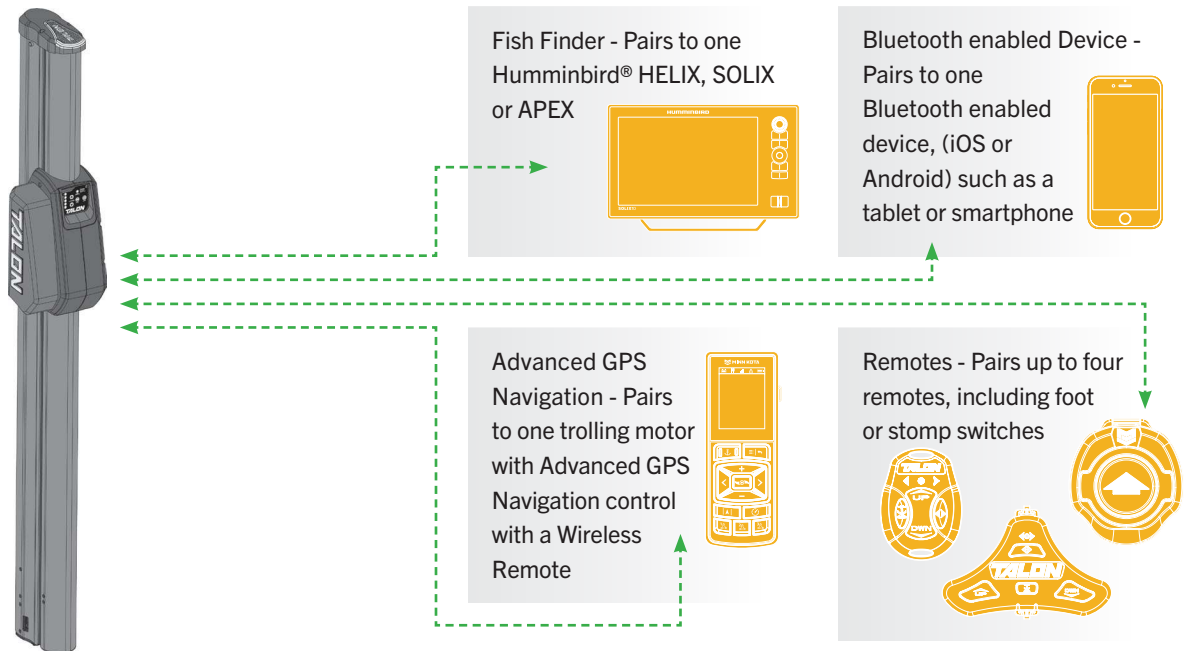 TALON
TALON
Fish Finder - Pairs to one
Humminbird® HELIX, SOLIX
or APEX
HUMMINBIRD
SOLIX
Bluetooth enabled Device -
Pairs to one
Bluetooth enabled
device, (iOS or
Android) such as a
tablet or smartphone
Advanced GPS
Navigation - Pairs
to one trolling motor
with Advanced GPS
Navigation control
with a Wireless
Remote
MINN KOTA
Remotes - Pairs up to four
remotes, including foot
or stomp switches
TALON
UP
DWN
TALON